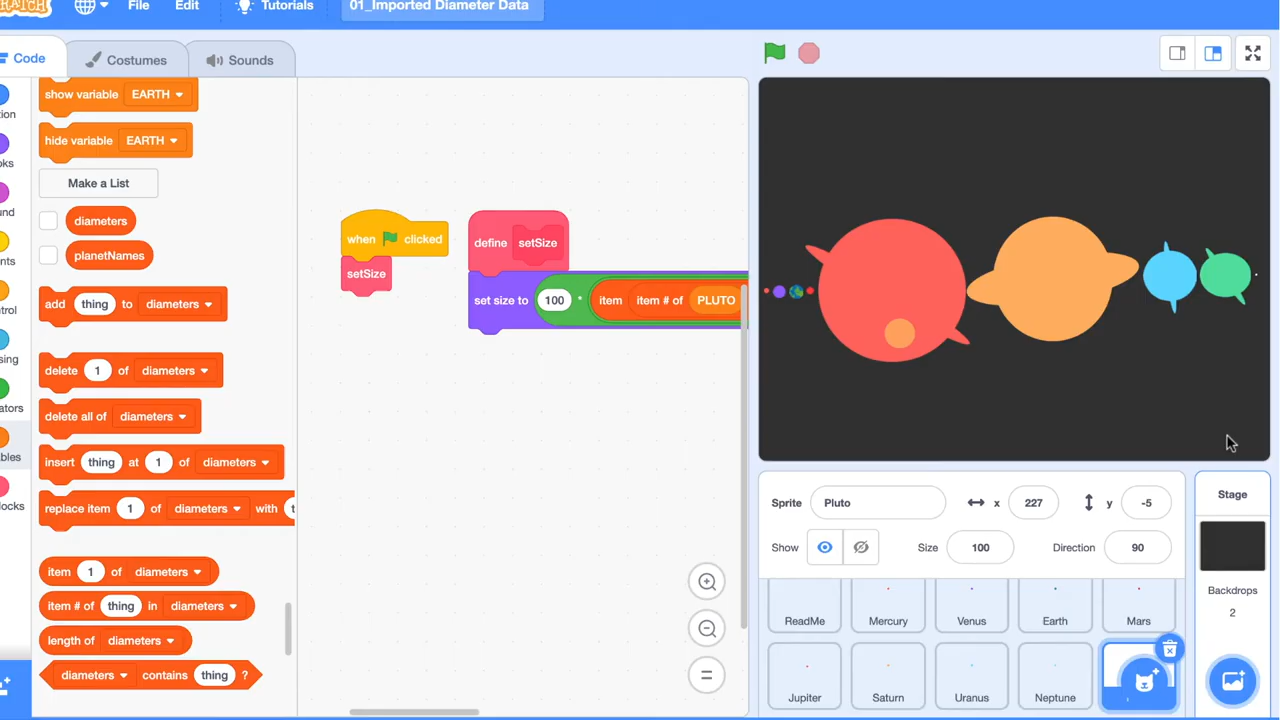 SCRATCH
File Edit Tutorials 01_Imported Diameter Data
Code Costumes Sounds
show variable EARTH
hide variable EARTH
Make a List
diameters
planetNames
add thing to diameters
delete 1 of diameters
delete all of diameters
insert thing at 1 of diameters
replace item 1 of diameters with t
item 1 of diameters
item # of thing in diameters
length of diameters
diameters contains thing ?
when clicked
setSize
define setSize
set size to 100 * item item # of PLUTO
Sprite Pluto x 227 y -5
Show Size 100 Direction 90
ReadMe Mercury Venus Earth Mars
Jupiter Saturn Uranus Neptune
Stage
Backdrops
2